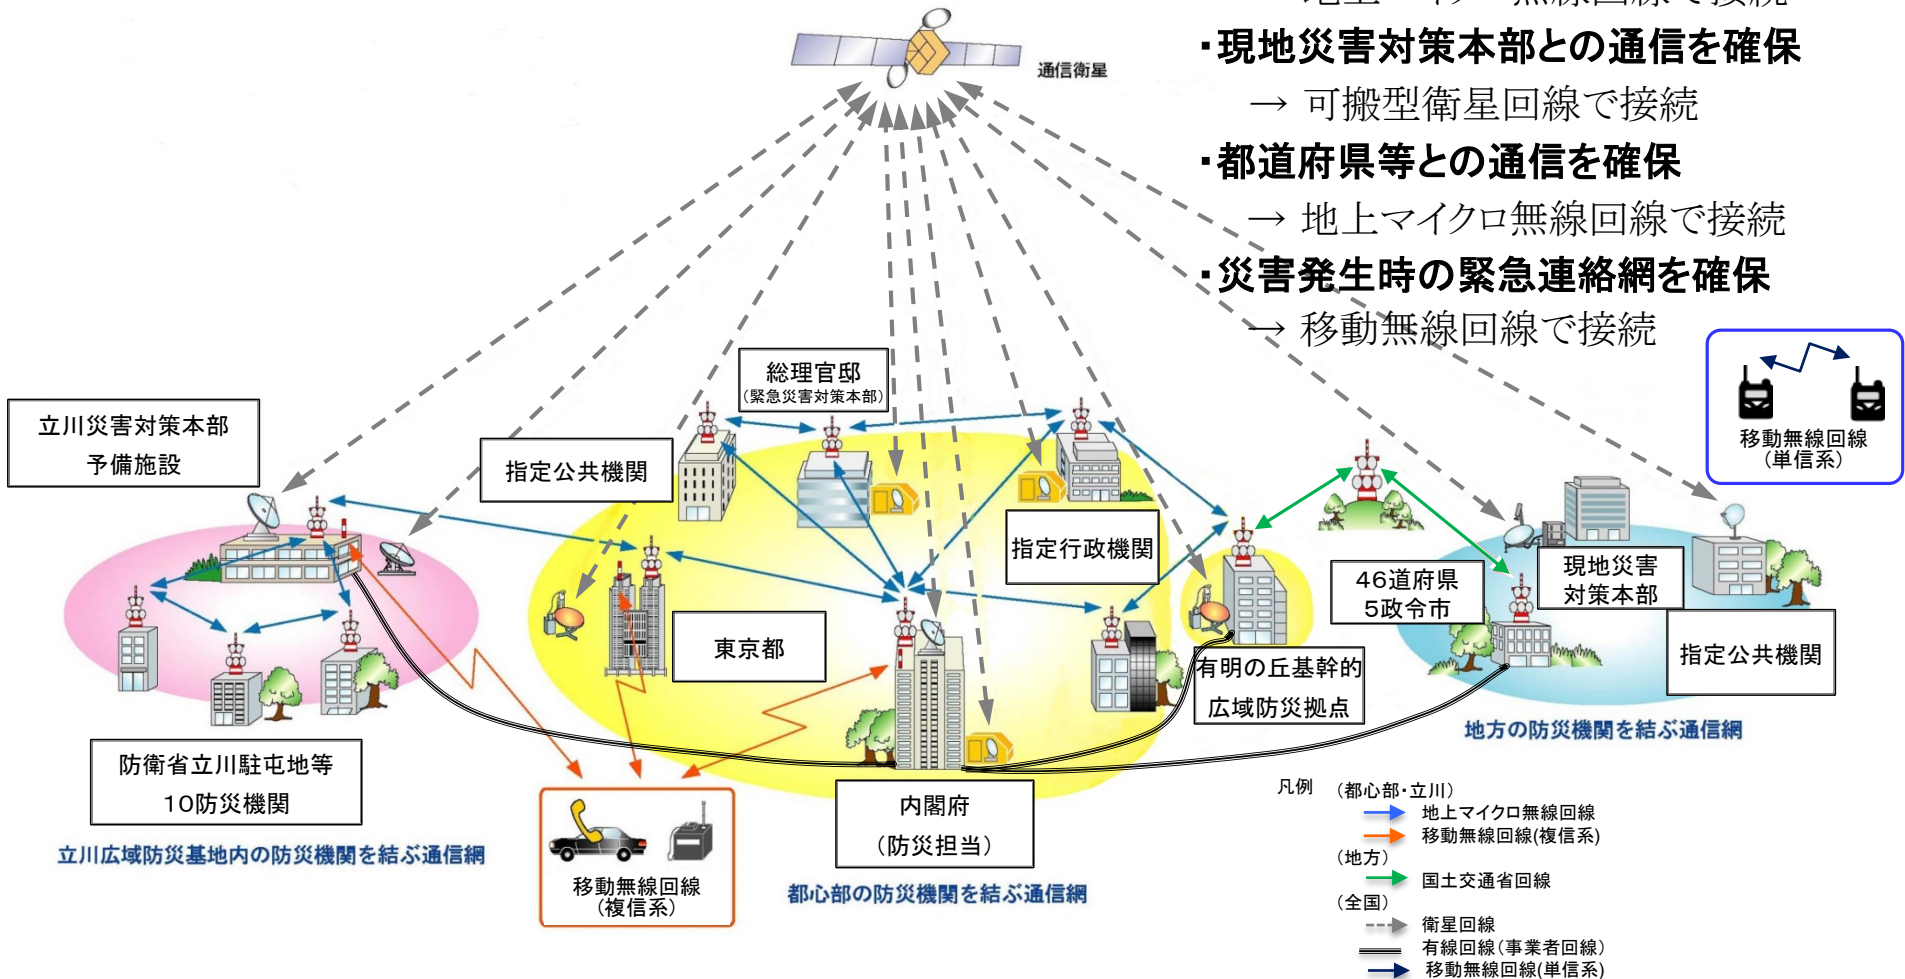 地上マイクロ無線回線で接続
・現地災害対策本部との通信を確保
→ 可搬型衛星回線で接続
・都道府県等との通信を確保
→ 地上マイクロ無線回線で接続
・災害発生時の緊急連絡網を確保
→ 移動無線回線で接続
通信衛星
移動無線回線
(単信系)
総理官邸
(緊急災害対策本部)
立川災害対策本部
予備施設
指定公共機関
指定行政機関
46道府県
5政令市
現地災害
対策本部
東京都
指定公共機関
有明の丘基幹的
広域防災拠点
地方の防災機関を結ぶ通信網
防衛省立川駐屯地等
10防災機関
立川広域防災基地内の防災機関を結ぶ通信網
移動無線回線
(複信系)
内閣府
(防災担当)
都心部の防災機関を結ぶ通信網
凡例
(都心部・立川)
地上マイクロ無線回線
移動無線回線(複信系)
(地方)
国土交通省回線
(全国)
衛星回線
有線回線(事業者回線)
移動無線回線(単信系)